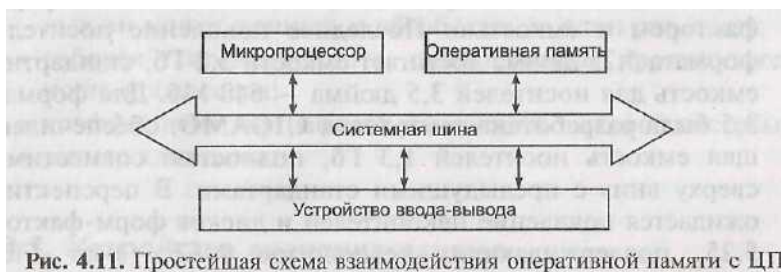 Микропроцессор
Оперативная память
Системная шина
Устройство ввода-вывода
Рис. 4.11. Простейшая схема взаимодействия оперативной памяти с ЦП